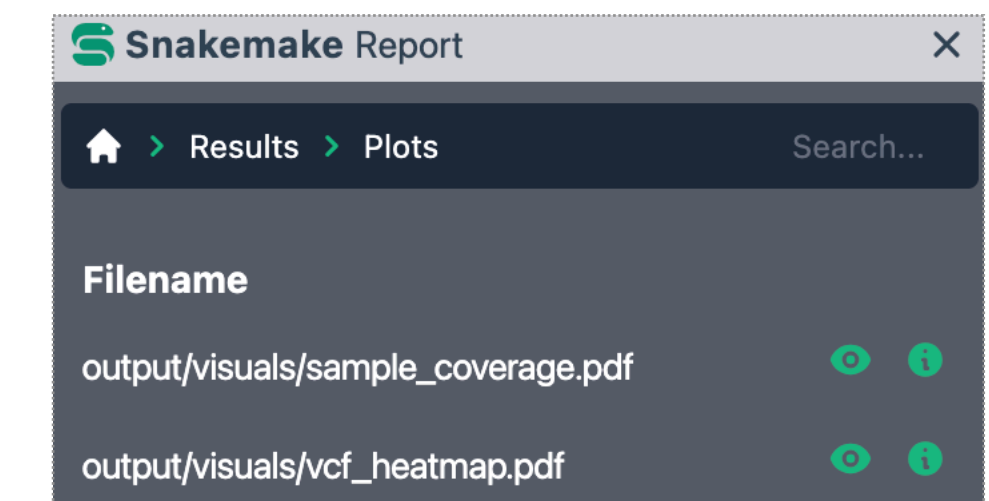 Snakemake Report
Results > Plots Search...
Filename
output/visuals/sample_coverage.pdf
output/visuals/vcf_heatmap.pdf